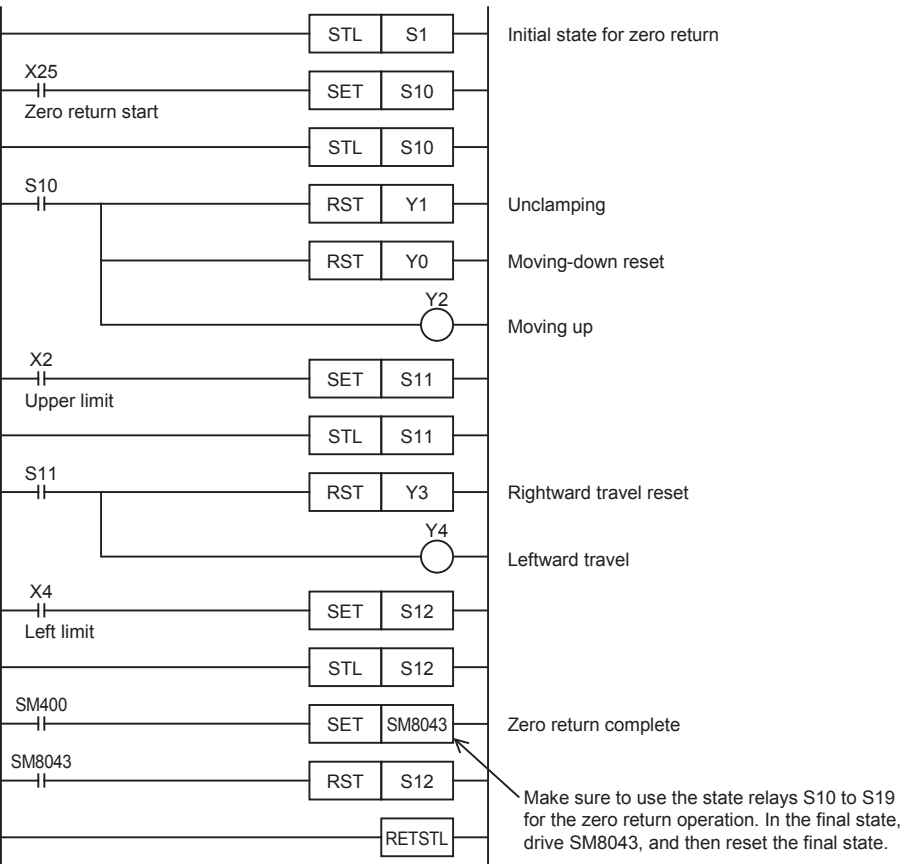 STL S1 Initial state for zero return
X25
SET S10
Zero return start
STL S10
S10
RST Y1 Unclamping
RST Y0 Moving-down reset
Y2
Moving up
X2
SET S11
Upper limit
STL S11
S11
RST Y3 Rightward travel reset
Y4
Leftward travel
X4
SET S12
Left limit
STL S12
SM400
SET SM8043 Zero return complete
SM8043
RST S12
Make sure to use the state relays S10 to S19
for the zero return operation. In the final state,
drive SM8043, and then reset the final state.
RETSTL